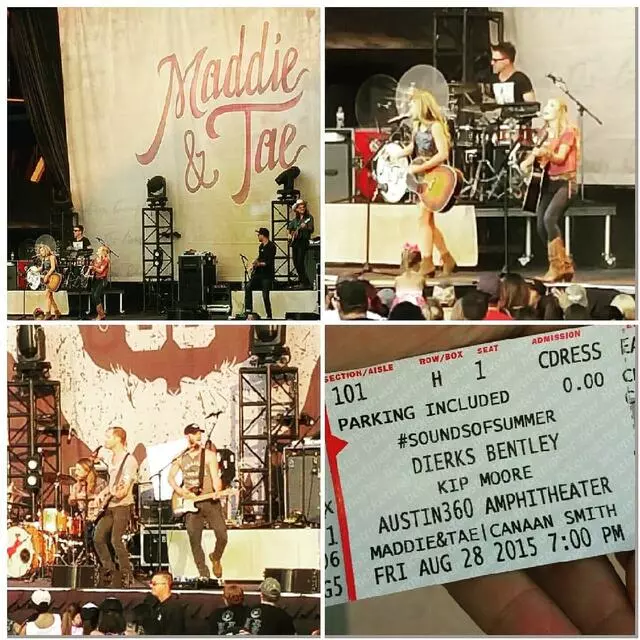 Maddie
& Tae
SECTION/AISLE ROW/BOX SEAT ADMISSION
101 H 1 CDRESS
PARKING INCLUDED 0.00
#SOUNDSOFSUMMER
DIERKS BENTLEY
KIP MOORE
AUSTIN360 AMPHITHEATER
MADDIE&TAE|CANAAN SMITH
FRI AUG 28 2015 7:00 PM